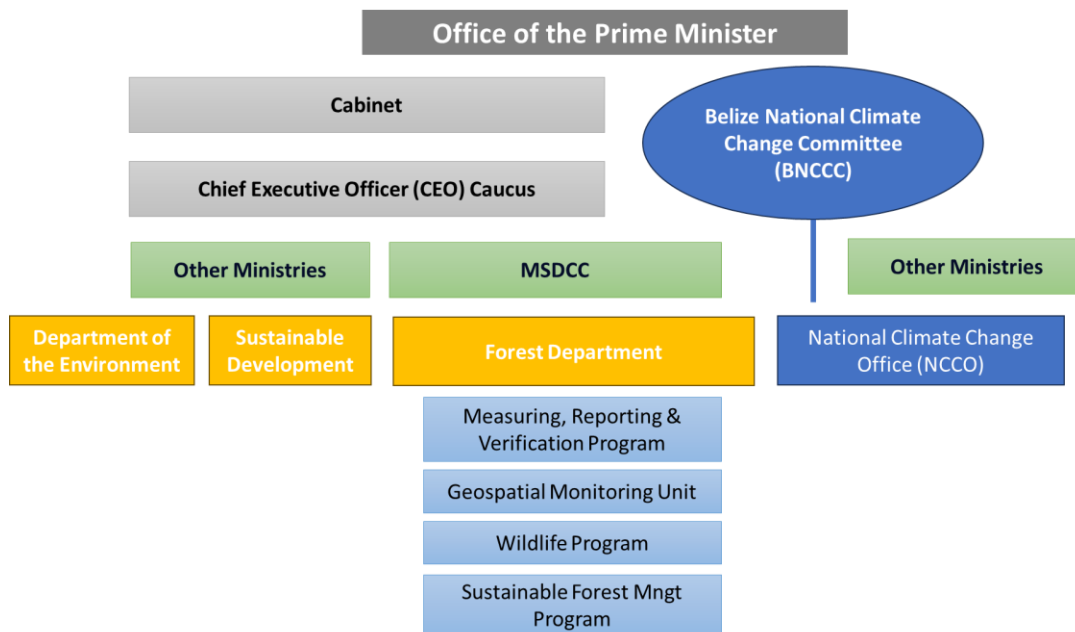 Office of the Prime Minister
Cabinet
Belize National Climate
Change Committee
(BNCCC)
Chief Executive Officer (CEO) Caucus
Other Ministries
MSDCC
Other Ministries
Department of
the Environment
Sustainable
Development
Forest Department
National Climate Change
Office (NCCO)
Measuring, Reporting &
Verification Program
Geospatial Monitoring Unit
Wildlife Program
Sustainable Forest Mngt
Program